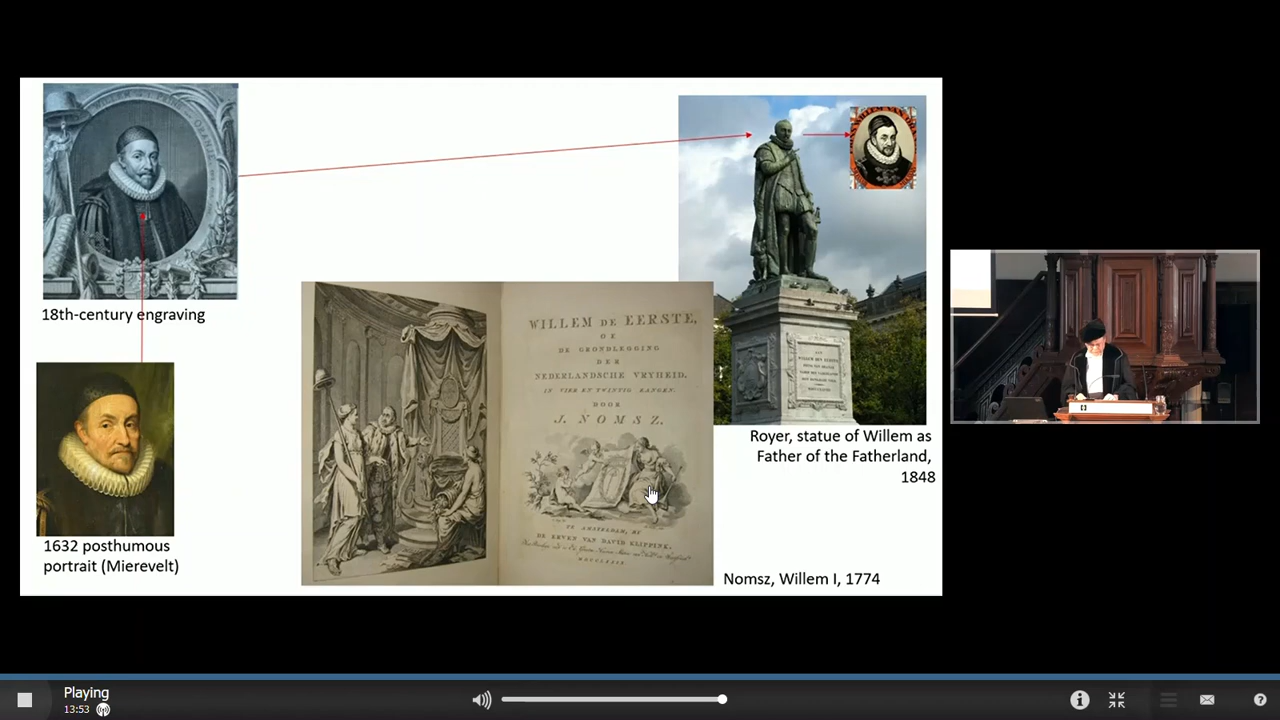 18th-century engraving
1632 posthumous
portrait (Mierevelt)
WILLEM DE EERSTE,
OF
DE GRONDLEGGING
DER
NEDERLANDSCHE VRYHEID.
IN VIER EN TWINTIG ZANGEN.
DOOR
J. NOMSZ.
TE AMSTERDAM, BY
DE ERVEN VAN DAVID KLIPPINK,
Royer, statue of Willem as
Father of the Fatherland,
1848
Nomsz, Willem I, 1774
Playing
13:53